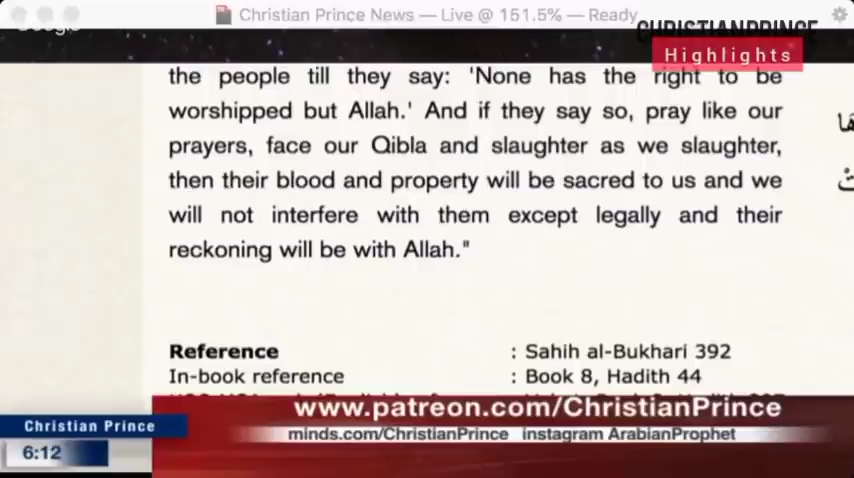 Christian Prince News — Live @ 151.5% — Ready
CHRISTIANPRINCE
Highlights
the people till they say: 'None has the right to be
worshipped but Allah.' And if they say so, pray like our
prayers, face our Qibla and slaughter as we slaughter,
then their blood and property will be sacred to us and we
will not interfere with them except legally and their
reckoning will be with Allah."
Reference : Sahih al-Bukhari 392
In-book reference : Book 8, Hadith 44
www.patreon.com/ChristianPrince
Christian Prince
minds.com/ChristianPrince instagram ArabianProphet
6:12